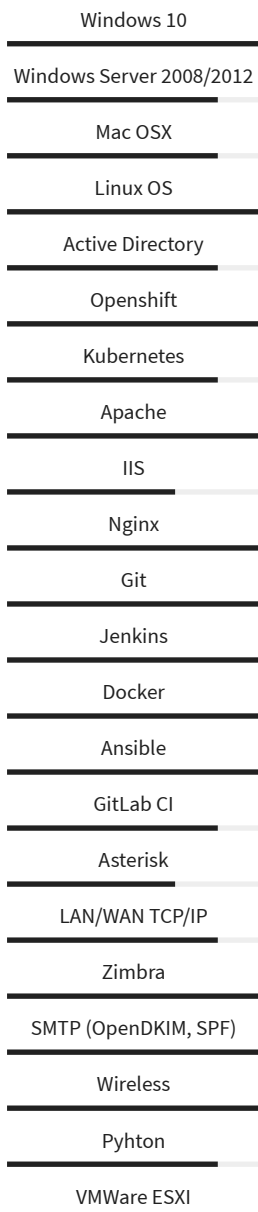 Windows 10
Windows Server 2008/2012
Mac OSX
Linux OS
Active Directory
Openshift
Kubernetes
Apache
IIS
Nginx
Git
Jenkins
Docker
Ansible
GitLab CI
Asterisk
LAN/WAN TCP/IP
Zimbra
SMTP (OpenDKIM, SPF)
Wireless
Pyhton
VMWare ESXI